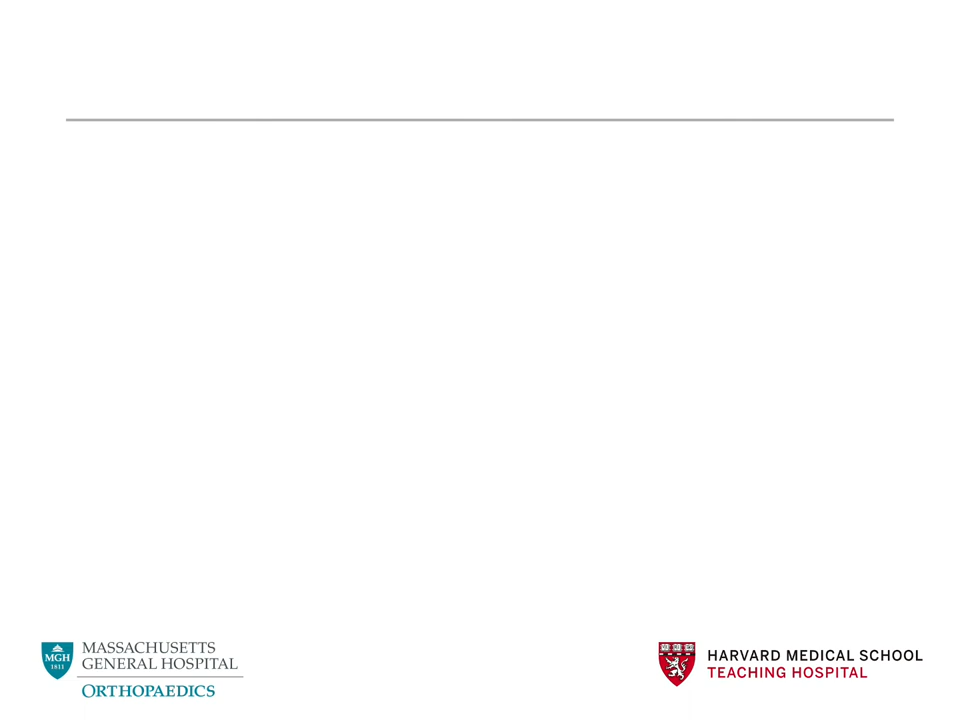 MGH
1811
MASSACHUSETTS
GENERAL HOSPITAL
ORTHOPAEDICS
HARVARD MEDICAL SCHOOL
TEACHING HOSPITAL